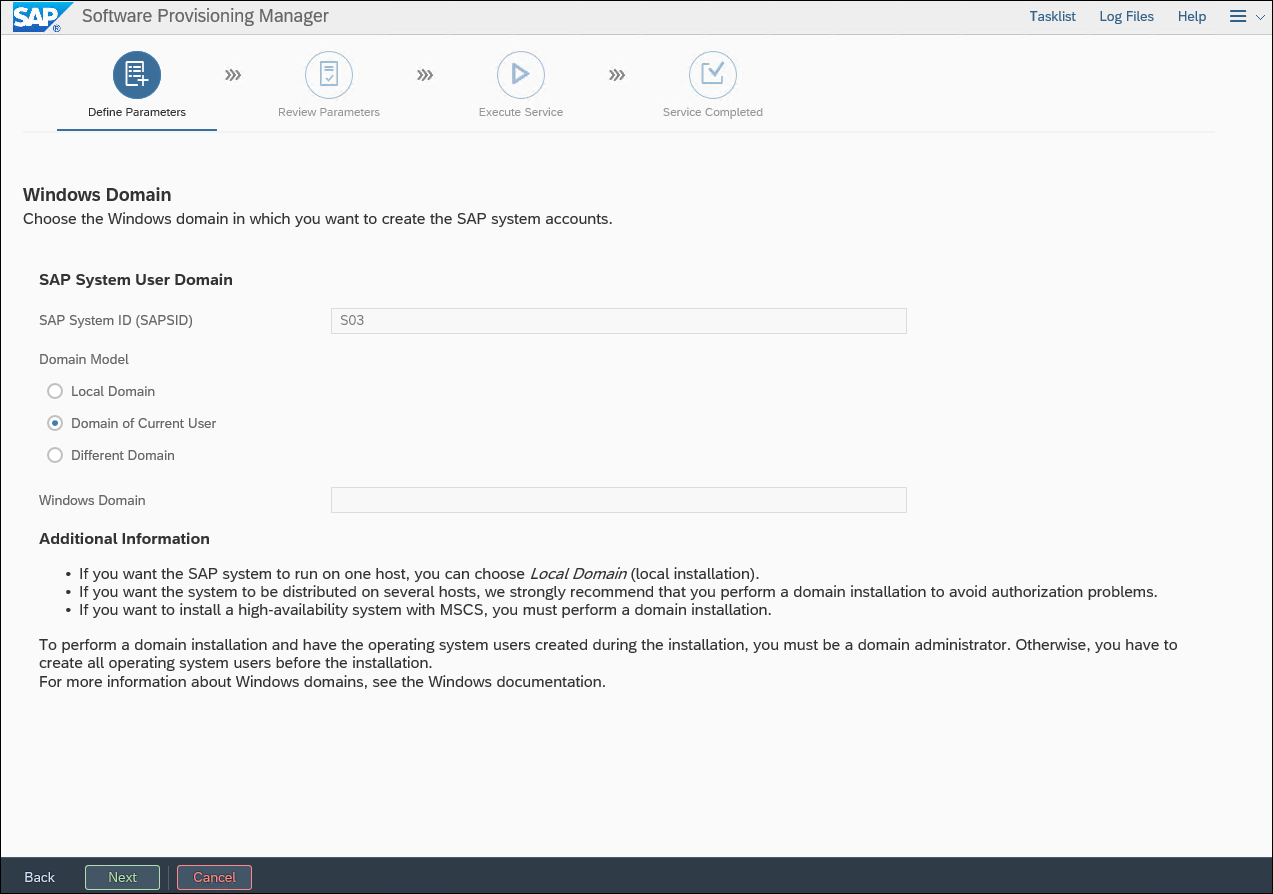 SAP® Software Provisioning Manager Tasklist Log Files Help
Define Parameters Review Parameters Execute Service Service Completed
Windows Domain
Choose the Windows domain in which you want to create the SAP system accounts.
SAP System User Domain
SAP System ID (SAPSID) S03
Domain Model
Local Domain
Domain of Current User
Different Domain
Windows Domain
Additional Information
• If you want the SAP system to run on one host, you can choose Local Domain (local installation).
• If you want the system to be distributed on several hosts, we strongly recommend that you perform a domain installation to avoid authorization problems.
• If you want to install a high-availability system with MSCS, you must perform a domain installation.
To perform a domain installation and have the operating system users created during the installation, you must be a domain administrator. Otherwise, you have to
create all operating system users before the installation.
For more information about Windows domains, see the Windows documentation.
Back Next Cancel